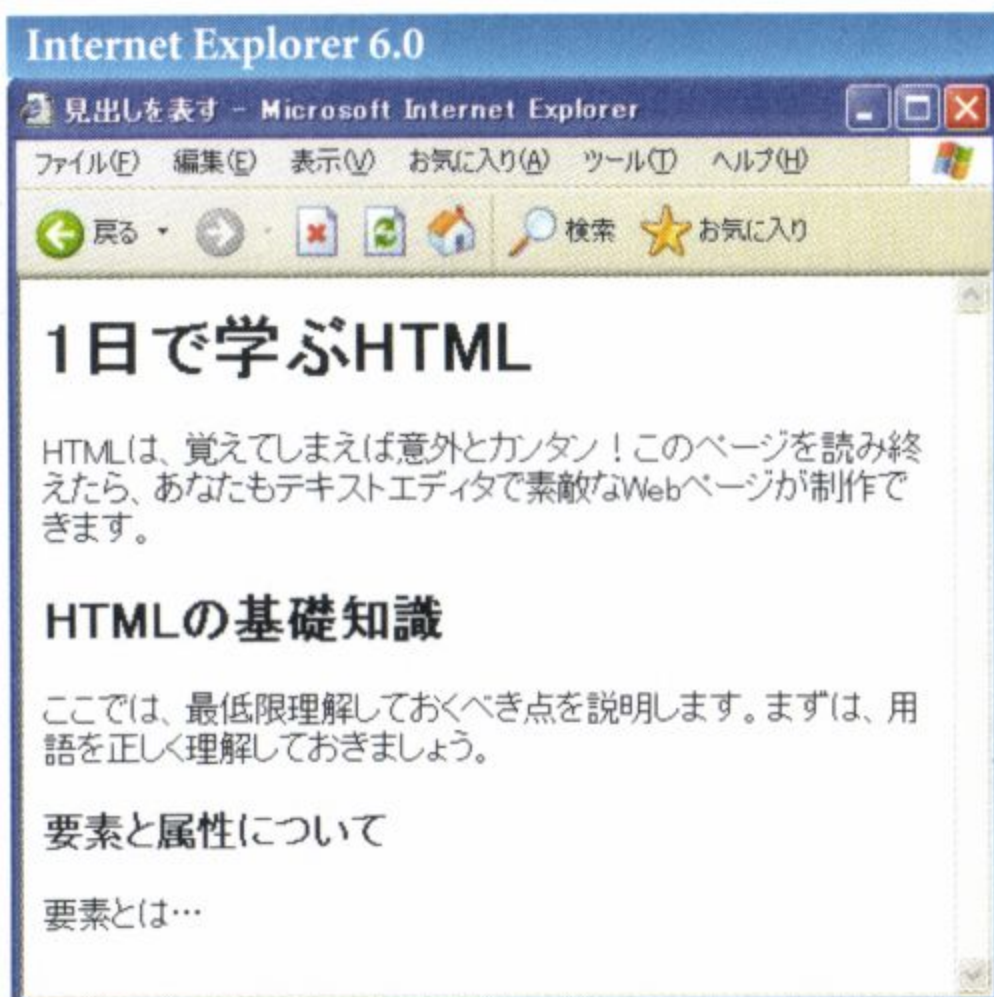 Internet Explorer 6.0
見出しを表す - Microsoft Internet Explorer
ファイル(F) 編集(E) 表示(V) お気に入り(A) ツール(T) ヘルプ(H)
戻る 検索 お気に入り
1日で学ぶHTML
HTMLは、覚えてしまえば意外とカンタン！このページを読み終
えたら、あなたもテキストエディタで素敵なWebページが制作で
きます。
HTMLの基礎知識
ここでは、最低限理解しておくべき点を説明します。まずは、用
語を正しく理解しておきましょう。
要素と属性について
要素とは…